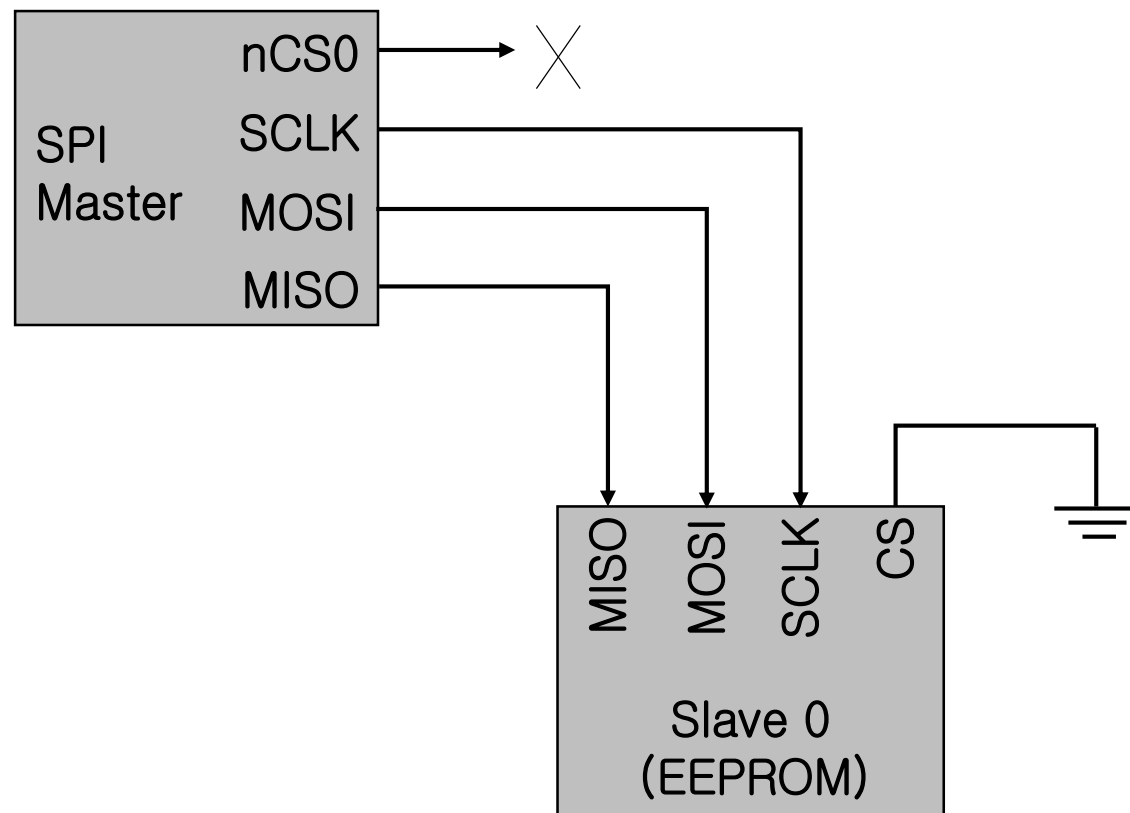 nCS0
SCLK
SPI
Master
MOSI
MISO
MISO
MOSI
SCLK
CS
Slave 0
(EEPROM)